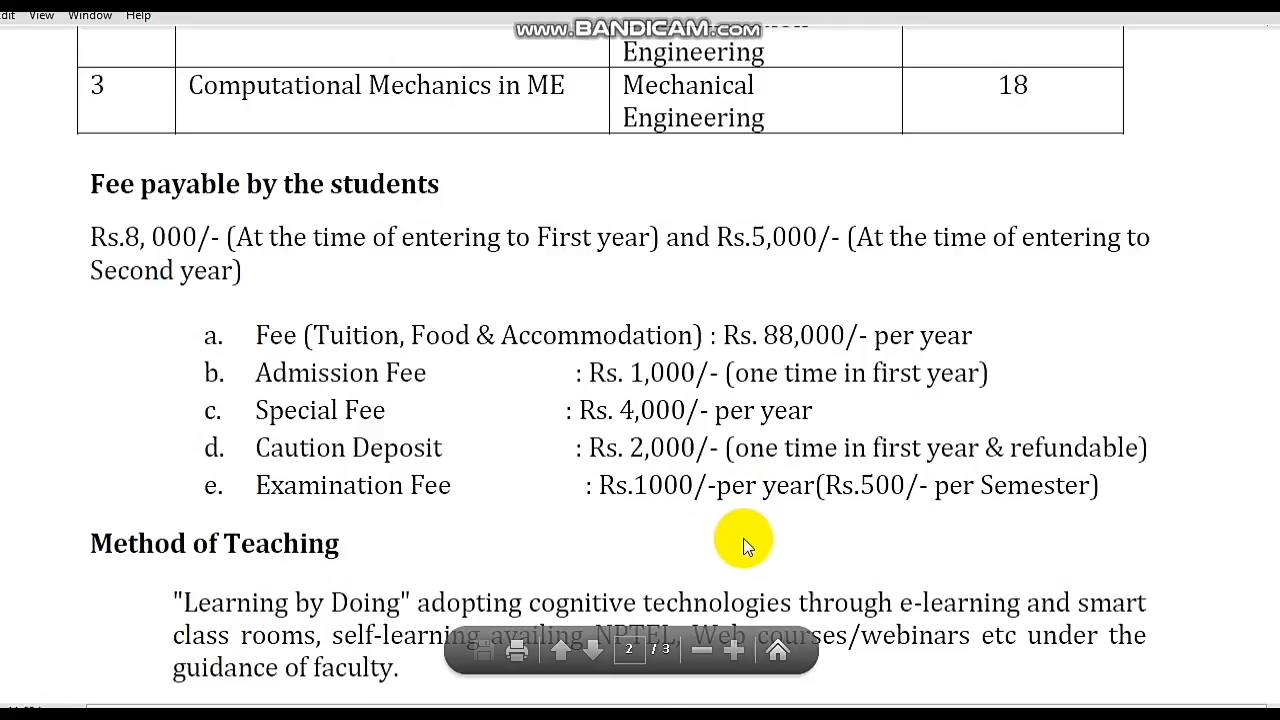 dit View Window Help
www.BANDICAM.com
Engineering
3 Computational Mechanics in ME Mechanical Engineering 18
Fee payable by the students
Rs.8, 000/- (At the time of entering to First year) and Rs.5,000/- (At the time of entering to
Second year)
a. Fee (Tuition, Food & Accommodation) : Rs. 88,000/- per year
b. Admission Fee : Rs. 1,000/- (one time in first year)
c. Special Fee : Rs. 4,000/- per year
d. Caution Deposit : Rs. 2,000/- (one time in first year & refundable)
e. Examination Fee : Rs.1000/-per year(Rs.500/- per Semester)
Method of Teaching
"Learning by Doing" adopting cognitive technologies through e-learning and smart
class rooms, self-learning availing NPTEL, Web courses/webinars etc under the
2 / 3
guidance of faculty.